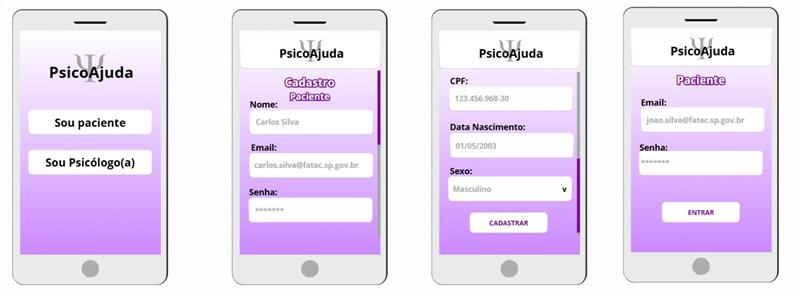 PsicoAjuda
Sou paciente
Sou Psicólogo(a)
PsicoAjuda
Cadastro
Paciente
Nome:
Carlos Silva
Email:
carlos.silva@fatec.sp.gov.br
Senha:
*******
PsicoAjuda
CPF:
123.456.968-30
Data Nascimento:
01/05/2003
Sexo:
Masculino v
CADASTRAR
PsicoAjuda
Paciente
Email:
joao.silva@fatec.sp.gov.br
Senha:
*******
ENTRAR